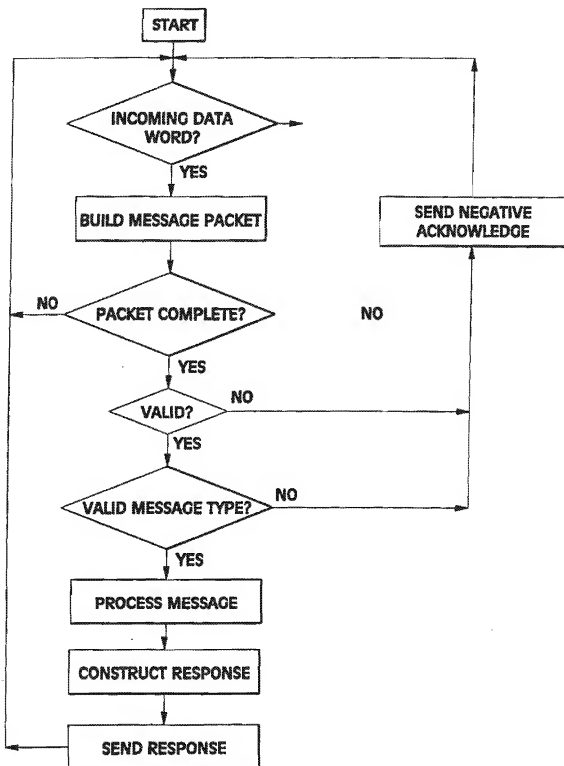 START
INCOMING DATA
WORD?
YES
BUILD MESSAGE PACKET
SEND NEGATIVE
ACKNOWLEDGE
NO
PACKET COMPLETE?
NO
YES
VALID?
NO
YES
VALID MESSAGE TYPE?
NO
YES
PROCESS MESSAGE
CONSTRUCT RESPONSE
SEND RESPONSE